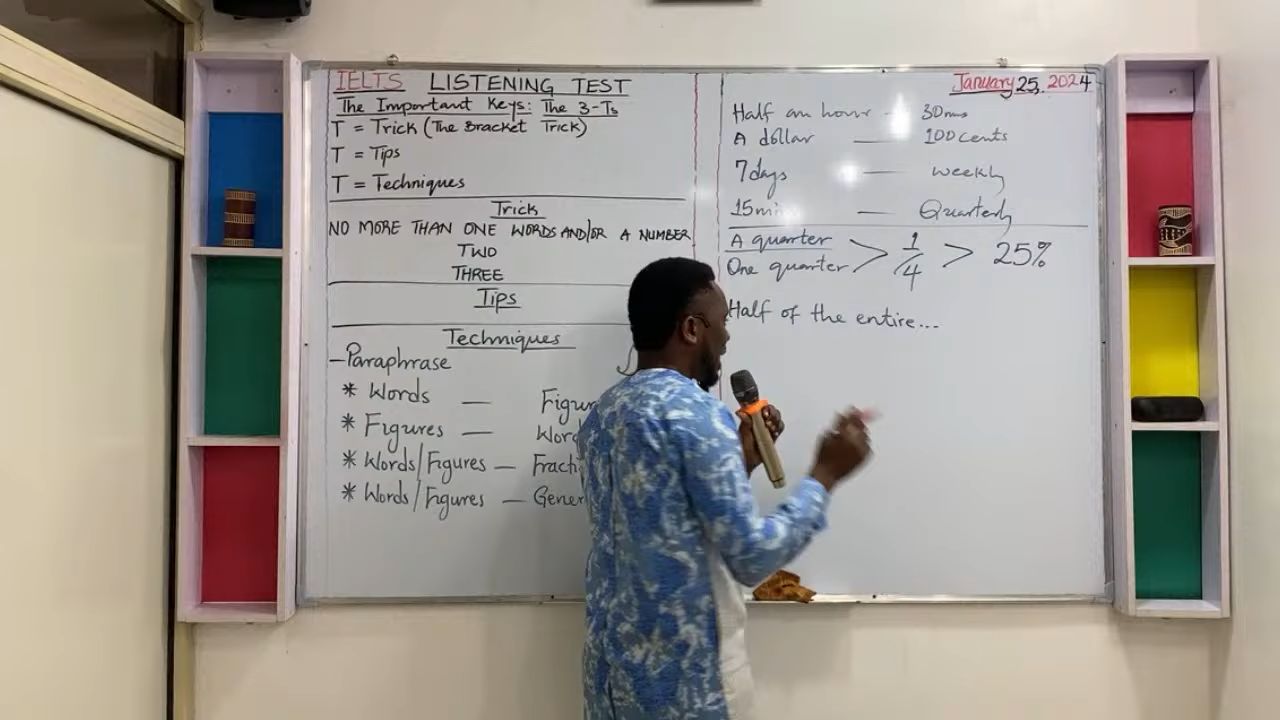 IELTS LISTENING TEST
The Important Keys: The 3-Ts
T = Trick (The Bracket Trick)
T = Tips
T = Techniques
Trick
NO MORE THAN ONE WORDS AND/OR A NUMBER
TWO
THREE
Tips
Techniques
-Paraphrase
* Words —
* Figures —
* Words/Figures —
* Words/Figures —
January 25, 2024
Half an hour - 30mns
A dollar — 100 cents
7days — weekly
15min — Quarterly
A quarter
One quarter > 1/4 > 25%
Half of the entire...